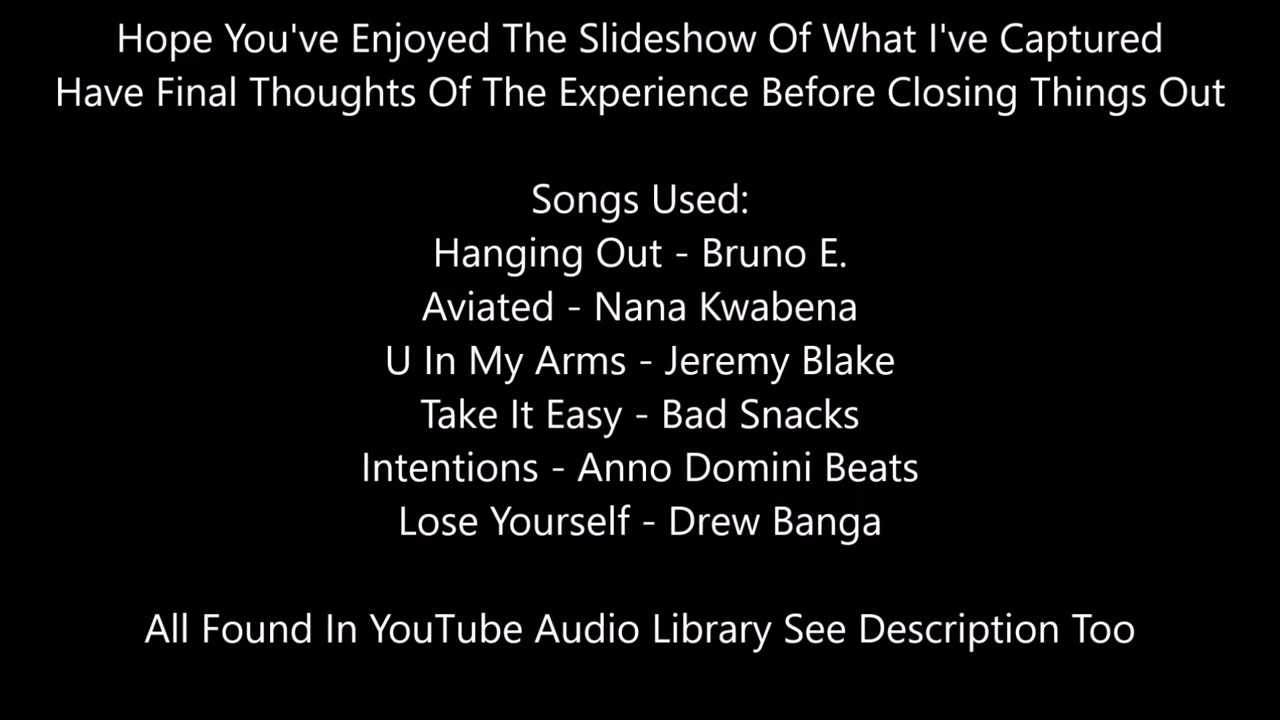 Hope You've Enjoyed The Slideshow Of What I've Captured
Have Final Thoughts Of The Experience Before Closing Things Out
Songs Used:
Hanging Out - Bruno E.
Aviated - Nana Kwabena
U In My Arms - Jeremy Blake
Take It Easy - Bad Snacks
Intentions - Anno Domini Beats
Lose Yourself - Drew Banga
All Found In YouTube Audio Library See Description Too